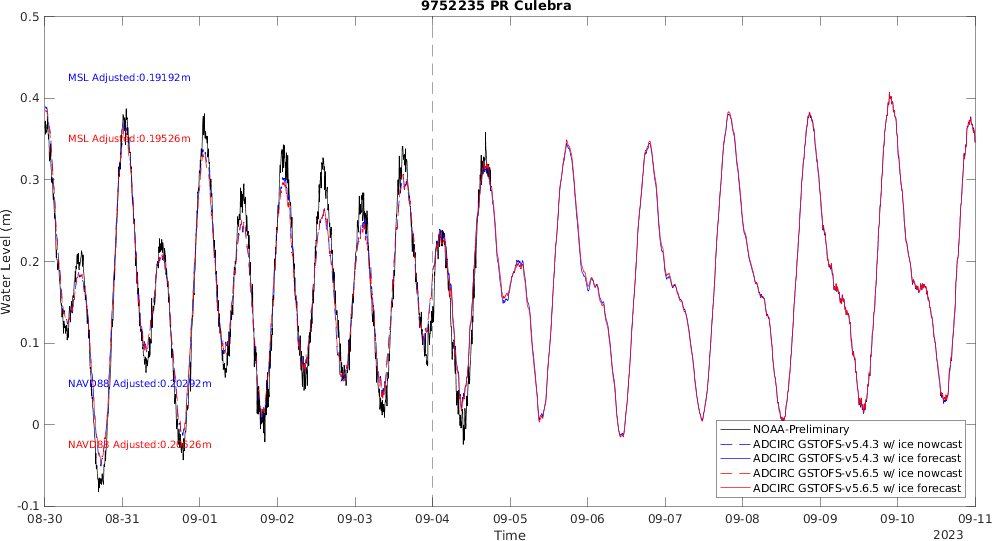 9752235 PR Culebra
0.5
MSL Adjusted:0.19192m
0.4
MSL Adjusted:0.19526m
0.3
Water Level (m)
0.2
0.1
NAVD88 Adjusted:0.20292m
0
NAVD88 Adjusted:0.20626m
NOAA-Preliminary
ADCIRC GSTOFS-v5.4.3 w/ ice nowcast
ADCIRC GSTOFS-v5.4.3 w/ ice forecast
ADCIRC GSTOFS-v5.6.5 w/ ice nowcast
ADCIRC GSTOFS-v5.6.5 w/ ice forecast
-0.1
08-30 08-31 09-01 09-02 09-03 09-04 09-05 09-06 09-07 09-08 09-09 09-10 09-11
Time 2023